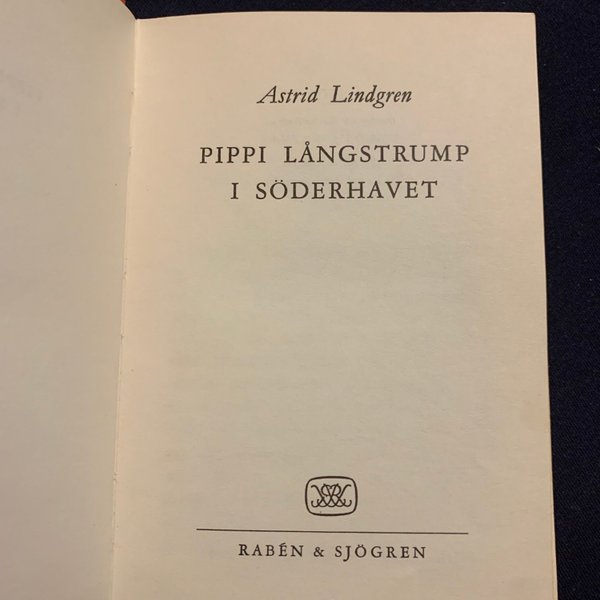 Astrid Lindgren
PIPPI LÅNGSTRUMP
I SÖDERHAVET
RABÉN & SJÖGREN